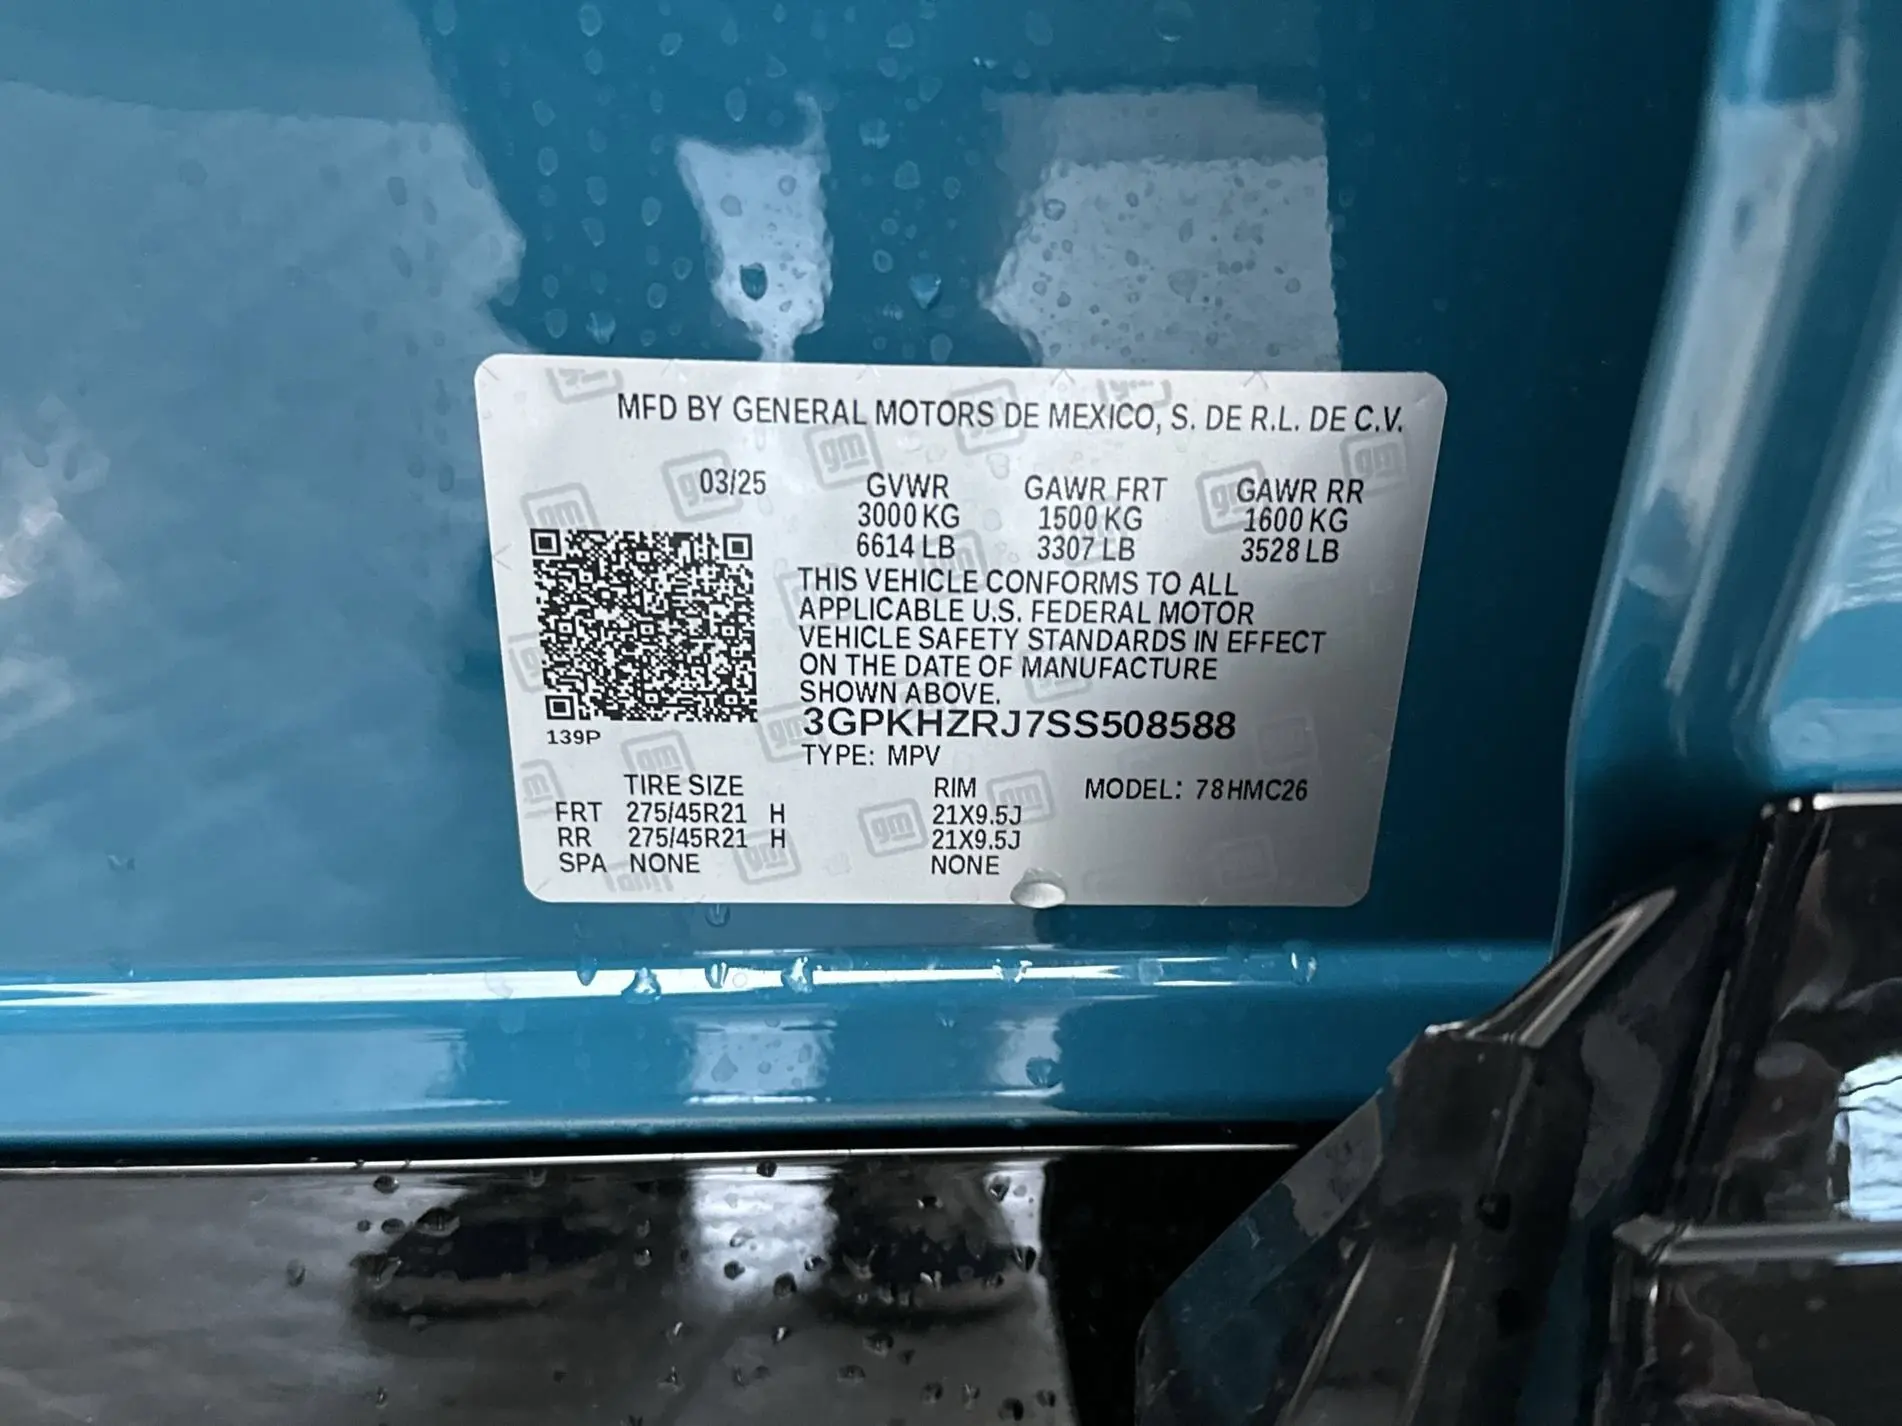 MFD BY GENERAL MOTORS DE MEXICO, S. DE R.L. DE C.V.
03/25 GVWR GAWR FRT GAWR RR
3000 KG 1500 KG 1600 KG
6614 LB 3307 LB 3528 LB
THIS VEHICLE CONFORMS TO ALL
APPLICABLE U.S. FEDERAL MOTOR
VEHICLE SAFETY STANDARDS IN EFFECT
ON THE DATE OF MANUFACTURE
SHOWN ABOVE.
3GPKHZRJ7SS508588
139P
TYPE: MPV
TIRE SIZE RIM MODEL: 78HMC26
FRT 275/45R21 H 21X9.5J
RR 275/45R21 H 21X9.5J
SPA NONE NONE